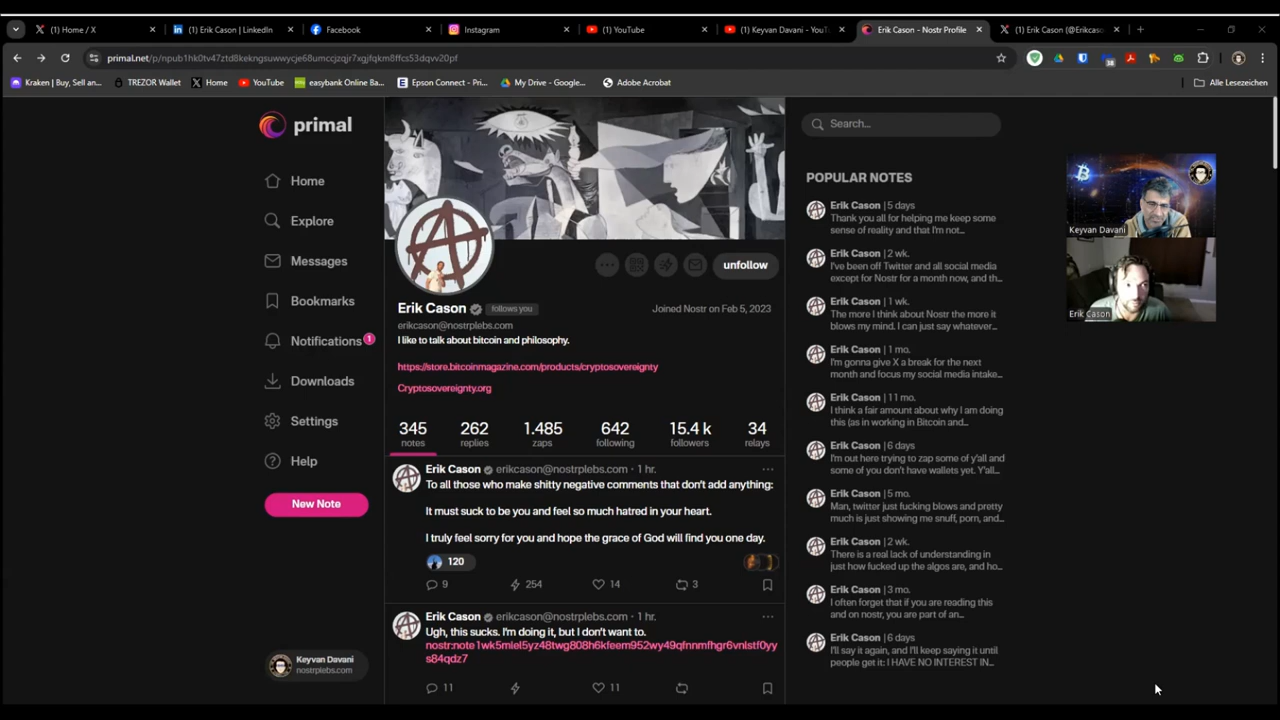 (1) Home / X
(1) Erik Cason | LinkedIn
(1) Facebook
Instagram
(1) YouTube
(1) Keyvan Davani - YouT
Erik Cason - Nostr Profile
(1) Erik Cason (@Erikcaso
primal.net/p/npub1hk0tv47ztd8kekngsuwwycje68umccjzqjr7xgjfqkm8ffcs53dqvv20pf
Kraken | Buy, Sell an...
TREZOR Wallet
Home
YouTube
easybank Online Ba...
Epson Connect - Pri...
My Drive - Google...
Adobe Acrobat
Alle Lesezeichen
primal
Home
Explore
Messages
Bookmarks
Notifications
1
Downloads
Settings
Help
New Note
Keyvan Davani
nostrplebs.com
unfollow
Erik Cason
follows you
Joined Nostr on Feb 5, 2023
erikcason@nostrplebs.com
I like to talk about bitcoin and philosophy.
https://store.bitcoinmagazine.com/products/cryptosovereignty
Cryptosovereignty.org
345 262 1.485 642 15.4 k 34
notes replies zaps following followers relays
Erik Cason erikcason@nostrplebs.com · 1 hr.
To all those who make shitty negative comments that don't add anything:
It must suck to be you and feel so much hatred in your heart.
I truly feel sorry for you and hope the grace of God will find you one day.
120
9 254 14 3
Erik Cason erikcason@nostrplebs.com · 1 hr.
Ugh, this sucks. I'm doing it, but I don't want to.
nostr:note1wk5miel5yz48twg808h6kfeem952wy49qfnnmfhgr6vnlstf0yy
s84qdz7
11 11
Search...
POPULAR NOTES
Erik Cason | 5 days
Thank you all for helping me keep some
sense of reality and that I'm not...
Erik Cason | 2 wk.
I've been off Twitter and all social media
except for Nostr for a month now, and th...
Erik Cason | 1 wk.
The more I think about Nostr the more it
blows my mind. I can just say whatever...
Erik Cason | 1 mo.
I'm gonna give X a break for the next
month and focus my social media intake...
Erik Cason | 11 mo.
I think a fair amount about why I am doing
this (as in working in Bitcoin and...
Erik Cason | 6 days
I'm out here trying to zap some of y'all and
some of you don't have wallets yet. Y'all...
Erik Cason | 5 mo.
Man, twitter just fucking blows and pretty
much is just showing me snuff, porn, and...
Erik Cason | 2 wk.
There is a real lack of understanding in
just how fucked up the algos are, and ho...
Erik Cason | 3 mo.
I often forget that if you are reading this
and on nostr, you are part of an...
Erik Cason | 6 days
I'll say it again, and I'll keep saying it until
people get it: I HAVE NO INTEREST IN...
Keyvan Davani
Erik Cason